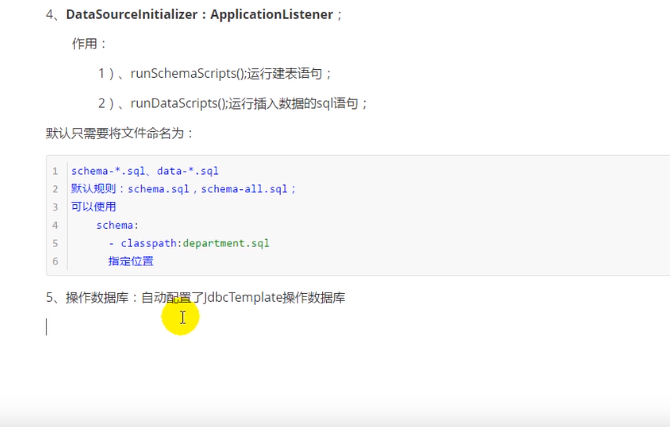 4、DataSourceInitializer：ApplicationListener；
作用：
1）、runSchemaScripts();运行建表语句；
2）、runDataScripts();运行插入数据的sql语句；
默认只需要将文件命名为：
1 schema-*.sql、data-*.sql
2 默认规则：schema.sql，schema-all.sql；
3 可以使用
4 schema:
5 - classpath:department.sql
6 指定位置
5、操作数据库：自动配置了JdbcTemplate操作数据库